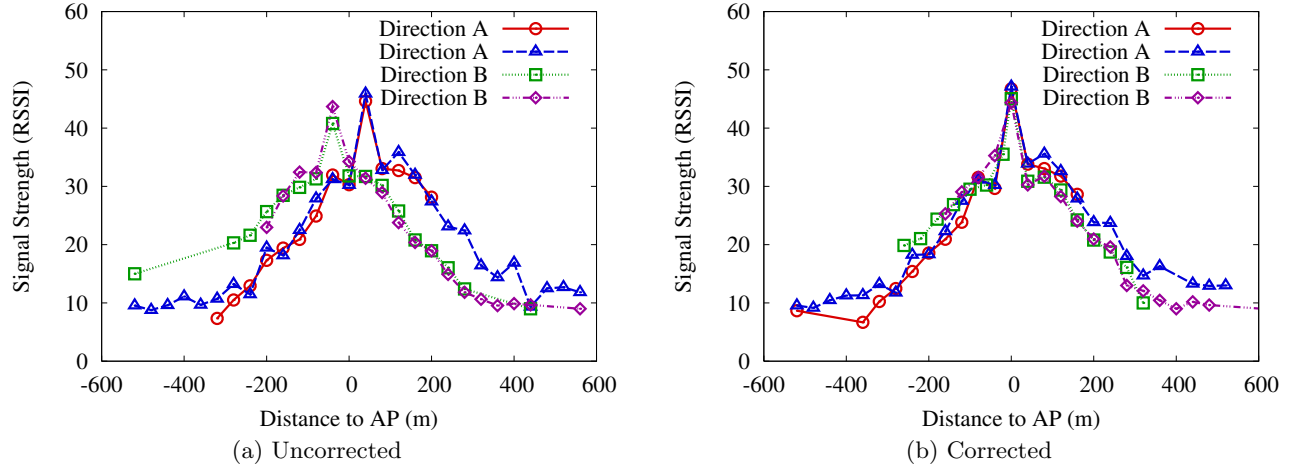 60
50
40
30
20
10
0
-600
-400
-200
0
200
400
600
Signal Strength (RSSI)
Distance to AP (m)
Direction A
Direction A
Direction B
Direction B
(a) Uncorrected
60
50
40
30
20
10
0
-600
-400
-200
0
200
400
600
Signal Strength (RSSI)
Distance to AP (m)
Direction A
Direction A
Direction B
Direction B
(b) Corrected